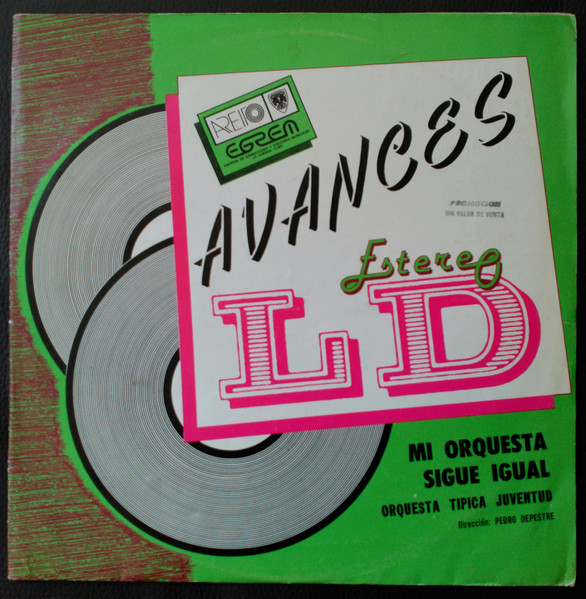 AREITO
EGREM
AVANCES
PROMOCION
SIN VALOR DE VENTA
Estereo
LD
MI ORQUESTA
SIGUE IGUAL
ORQUESTA TIPICA JUVENTUD
Dirección: PEDRO DEPESTRE